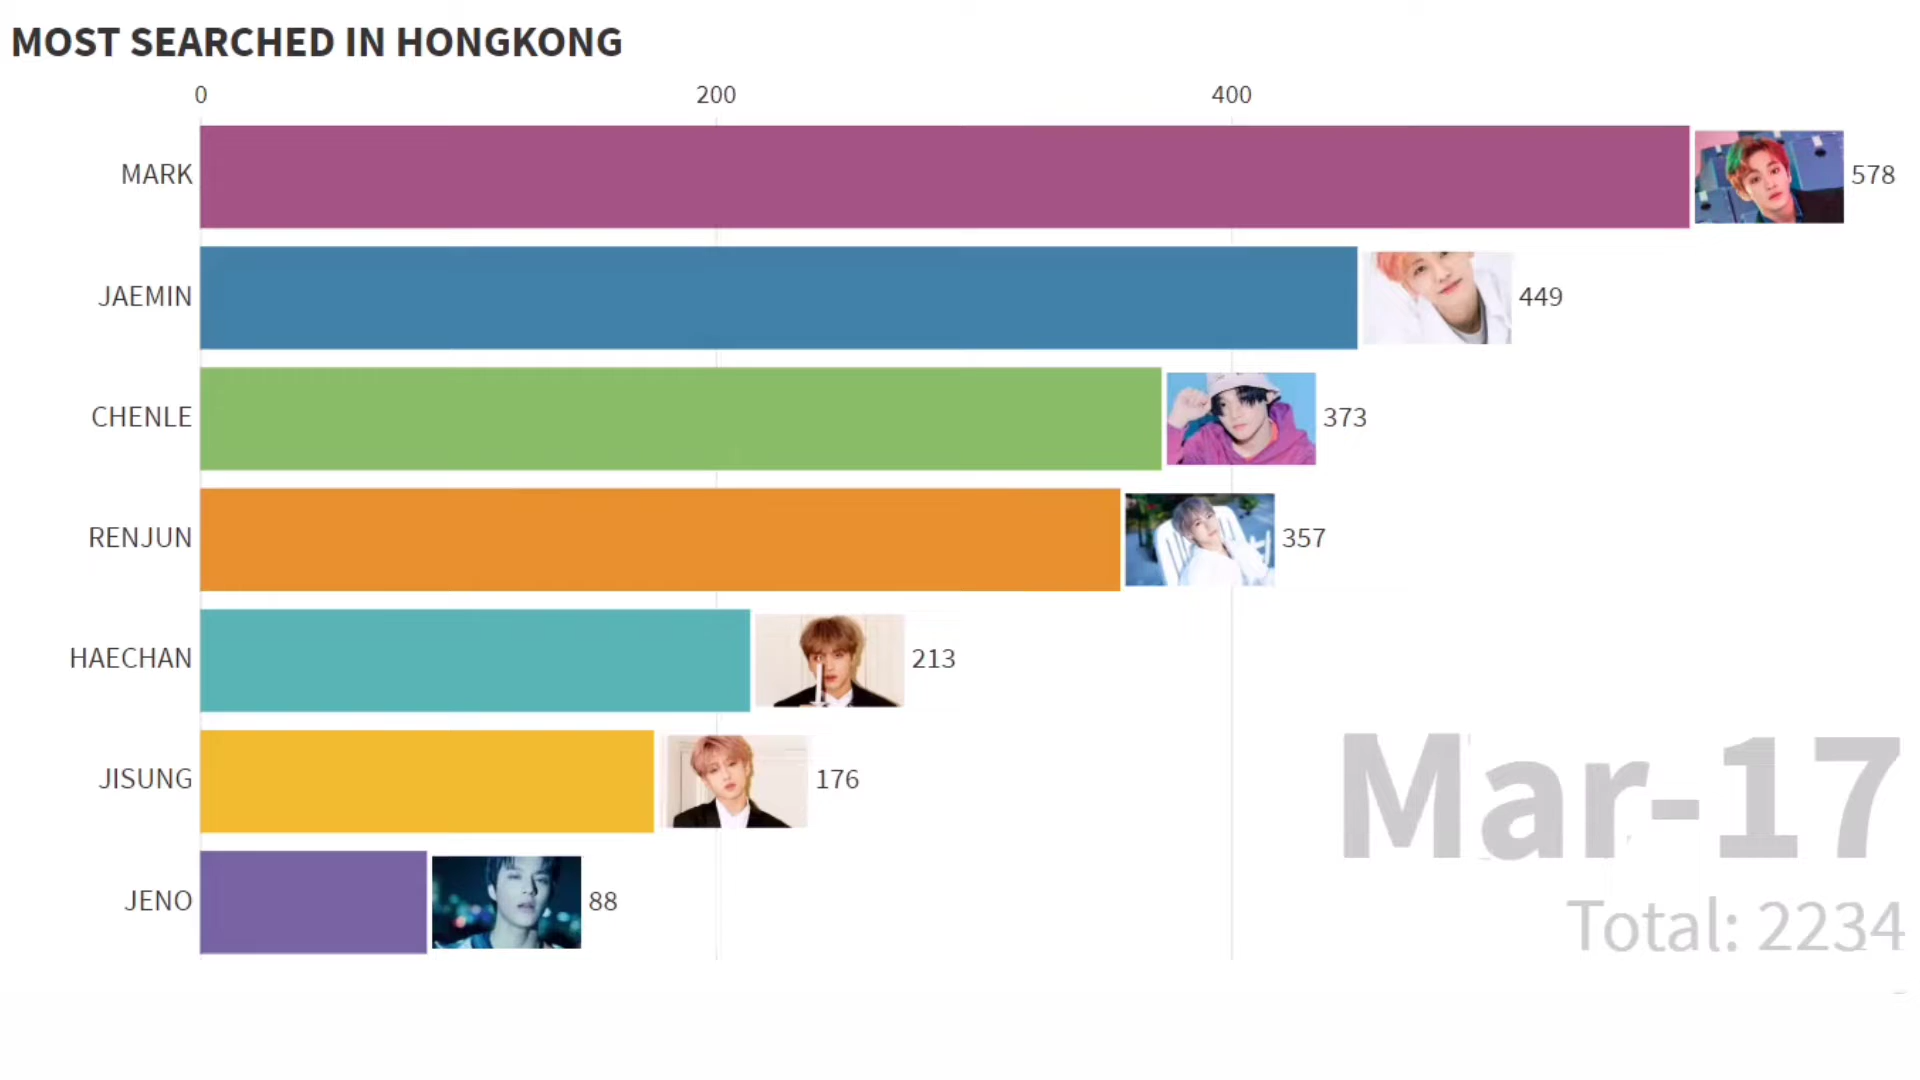 MOST SEARCHED IN HONGKONG
0 200 400
MARK 578
JAEMIN 449
CHENLE 373
RENJUN 357
HAECHAN 213
JISUNG 176
JENO 88
Mar-17
Total: 2234